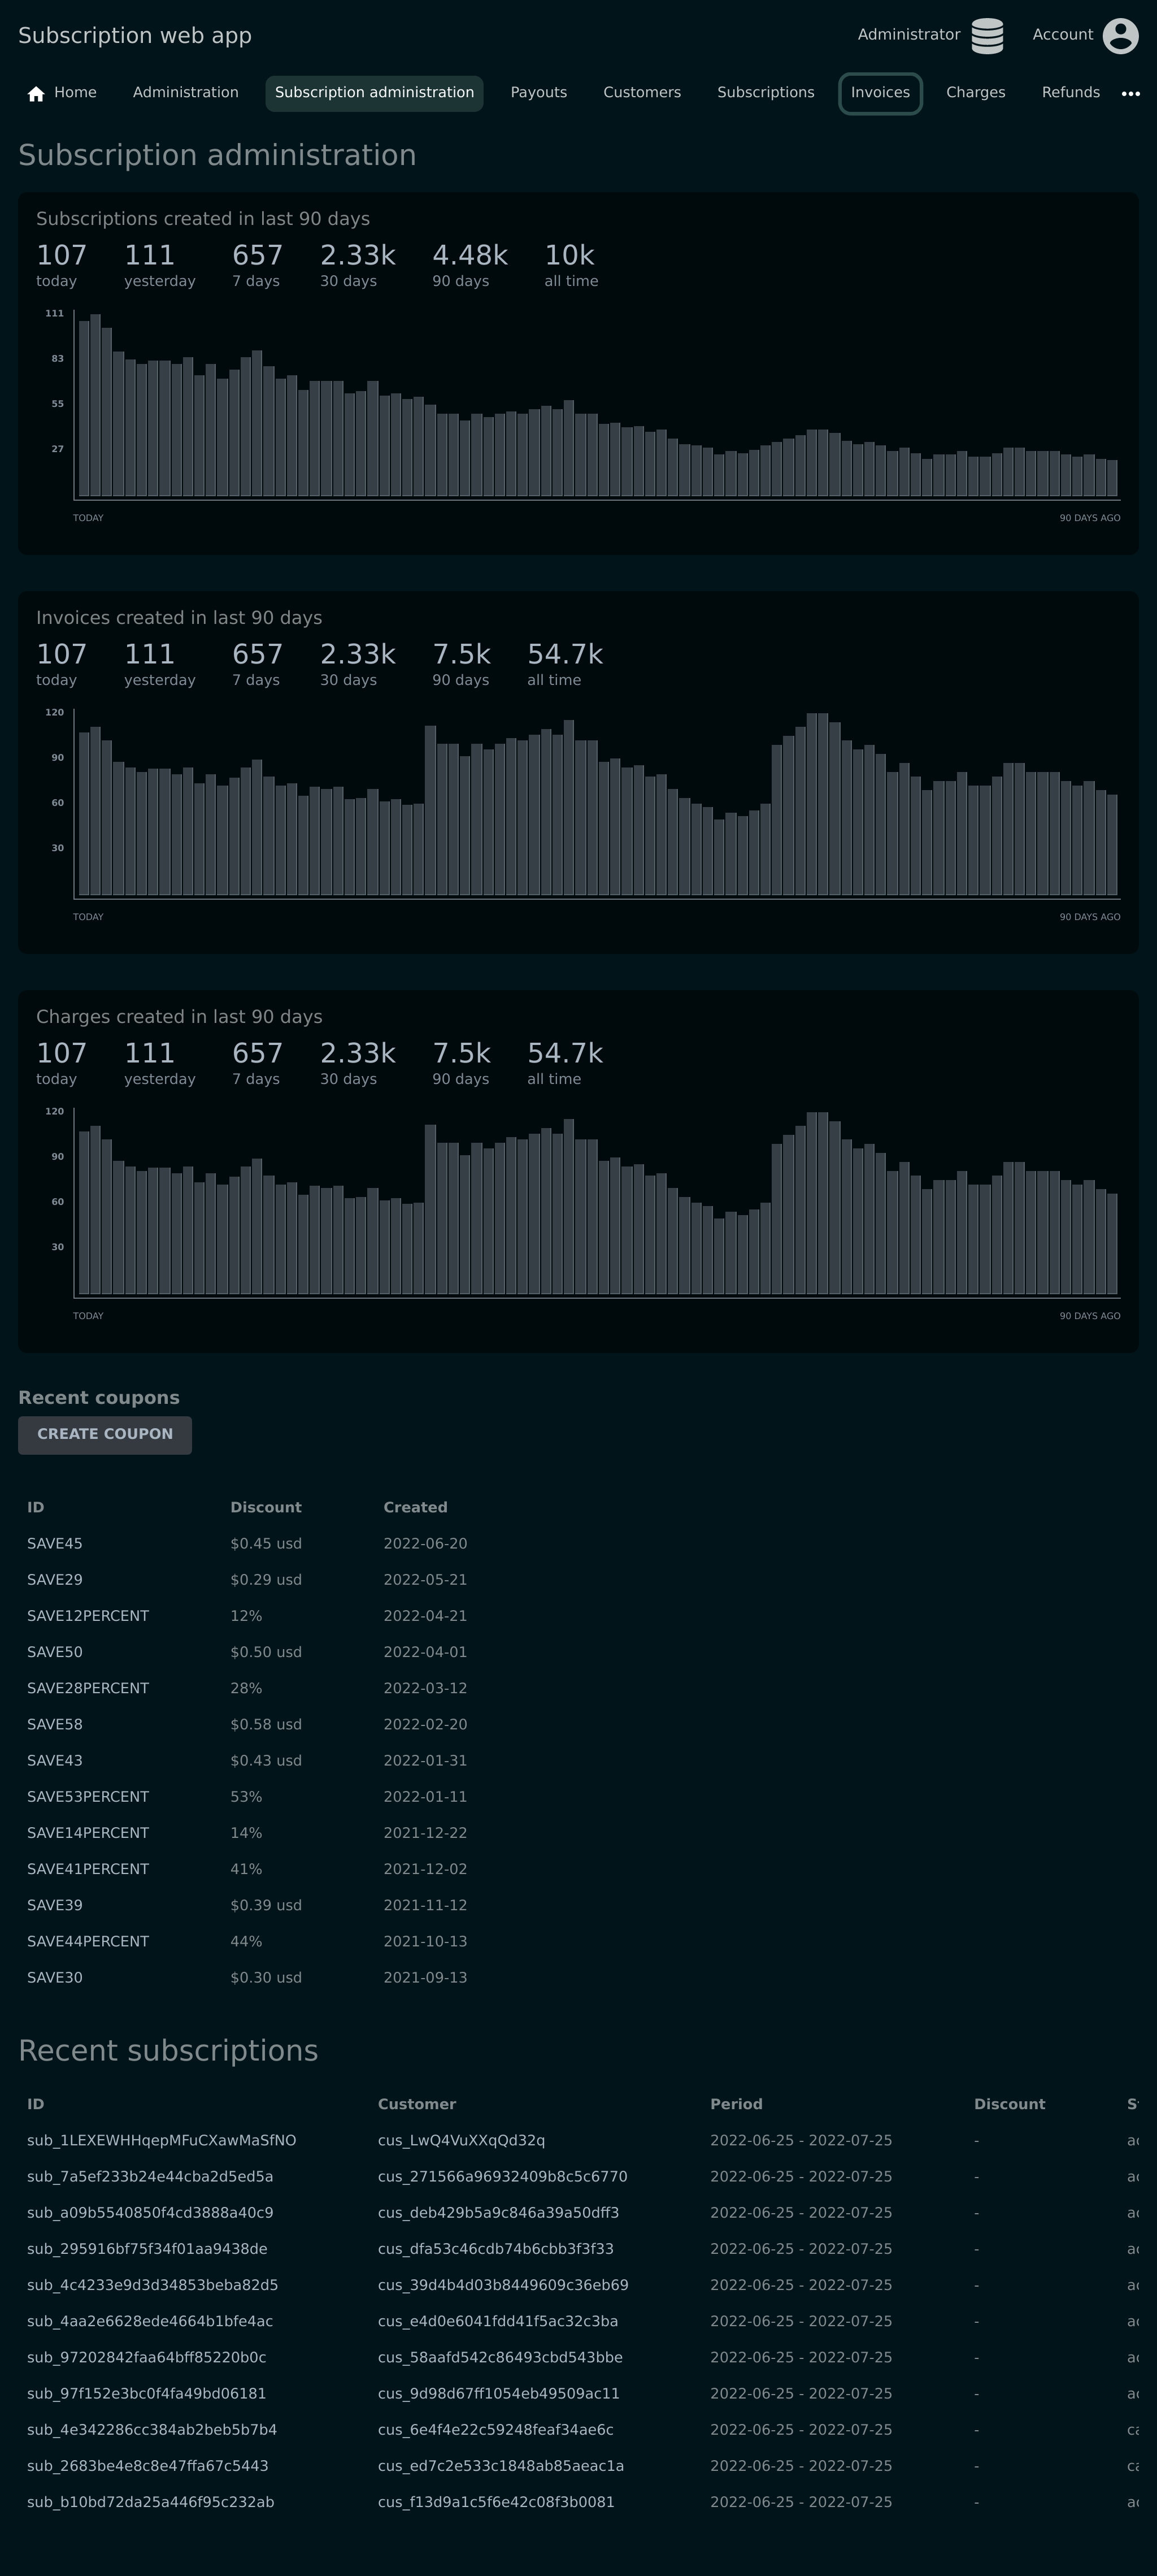 Subscription web app
Administrator Account
Home Administration Subscription administration Payouts Customers Subscriptions Invoices Charges Refunds •••
Subscription administration
Subscriptions created in last 90 days
107 111 657 2.33k 4.48k 10k
today yesterday 7 days 30 days 90 days all time
111
83
55
27
TODAY 90 DAYS AGO
Invoices created in last 90 days
107 111 657 2.33k 7.5k 54.7k
today yesterday 7 days 30 days 90 days all time
120
90
60
30
TODAY 90 DAYS AGO
Charges created in last 90 days
107 111 657 2.33k 7.5k 54.7k
today yesterday 7 days 30 days 90 days all time
120
90
60
30
TODAY 90 DAYS AGO
Recent coupons
CREATE COUPON
ID Discount Created
SAVE45 $0.45 usd 2022-06-20
SAVE29 $0.29 usd 2022-05-21
SAVE12PERCENT 12% 2022-04-21
SAVE50 $0.50 usd 2022-04-01
SAVE28PERCENT 28% 2022-03-12
SAVE58 $0.58 usd 2022-02-20
SAVE43 $0.43 usd 2022-01-31
SAVE53PERCENT 53% 2022-01-11
SAVE14PERCENT 14% 2021-12-22
SAVE41PERCENT 41% 2021-12-02
SAVE39 $0.39 usd 2021-11-12
SAVE44PERCENT 44% 2021-10-13
SAVE30 $0.30 usd 2021-09-13
Recent subscriptions
ID Customer Period Discount
sub_1LEXEWHHqepMFuCXawMaSfNO cus_LwQ4VuXXqQd32q 2022-06-25 - 2022-07-25 -
sub_7a5ef233b24e44cba2d5ed5a cus_271566a96932409b8c5c6770 2022-06-25 - 2022-07-25 -
sub_a09b5540850f4cd3888a40c9 cus_deb429b5a9c846a39a50dff3 2022-06-25 - 2022-07-25 -
sub_295916bf75f34f01aa9438de cus_dfa53c46cdb74b6cbb3f3f33 2022-06-25 - 2022-07-25 -
sub_4c4233e9d3d34853beba82d5 cus_39d4b4d03b8449609c36eb69 2022-06-25 - 2022-07-25 -
sub_4aa2e6628ede4664b1bfe4ac cus_e4d0e6041fdd41f5ac32c3ba 2022-06-25 - 2022-07-25 -
sub_97202842faa64bff85220b0c cus_58aafd542c86493cbd543bbe 2022-06-25 - 2022-07-25 -
sub_97f152e3bc0f4fa49bd06181 cus_9d98d67ff1054eb49509ac11 2022-06-25 - 2022-07-25 -
sub_4e342286cc384ab2beb5b7b4 cus_6e4f4e22c59248feaf34ae6c 2022-06-25 - 2022-07-25 -
sub_2683be4e8c8e47ffa67c5443 cus_ed7c2e533c1848ab85aeac1a 2022-06-25 - 2022-07-25 -
sub_b10bd72da25a446f95c232ab cus_f13d9a1c5f6e42c08f3b0081 2022-06-25 - 2022-07-25 -